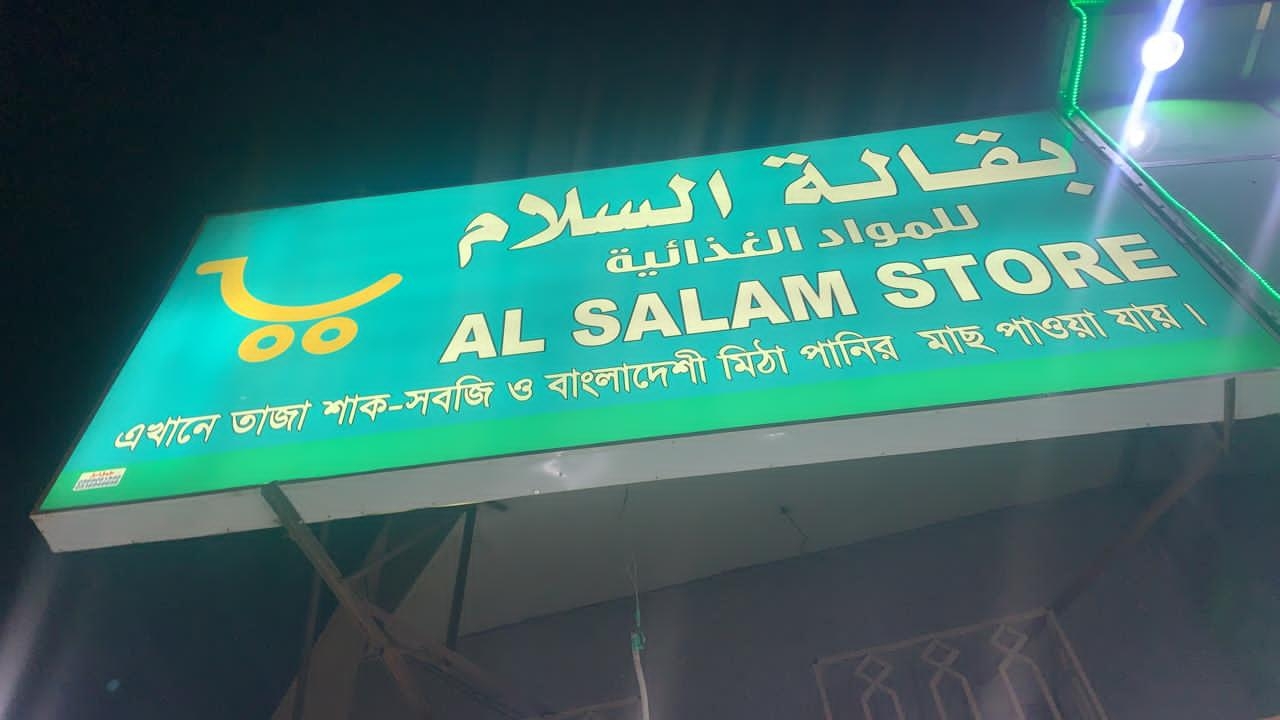 بقالة السلام
للمواد الغذائية
AL SALAM STORE
এখানে তাজা শাক-সবজি ও বাংলাদেশী মিঠা পানির মাছ পাওয়া যায় ।